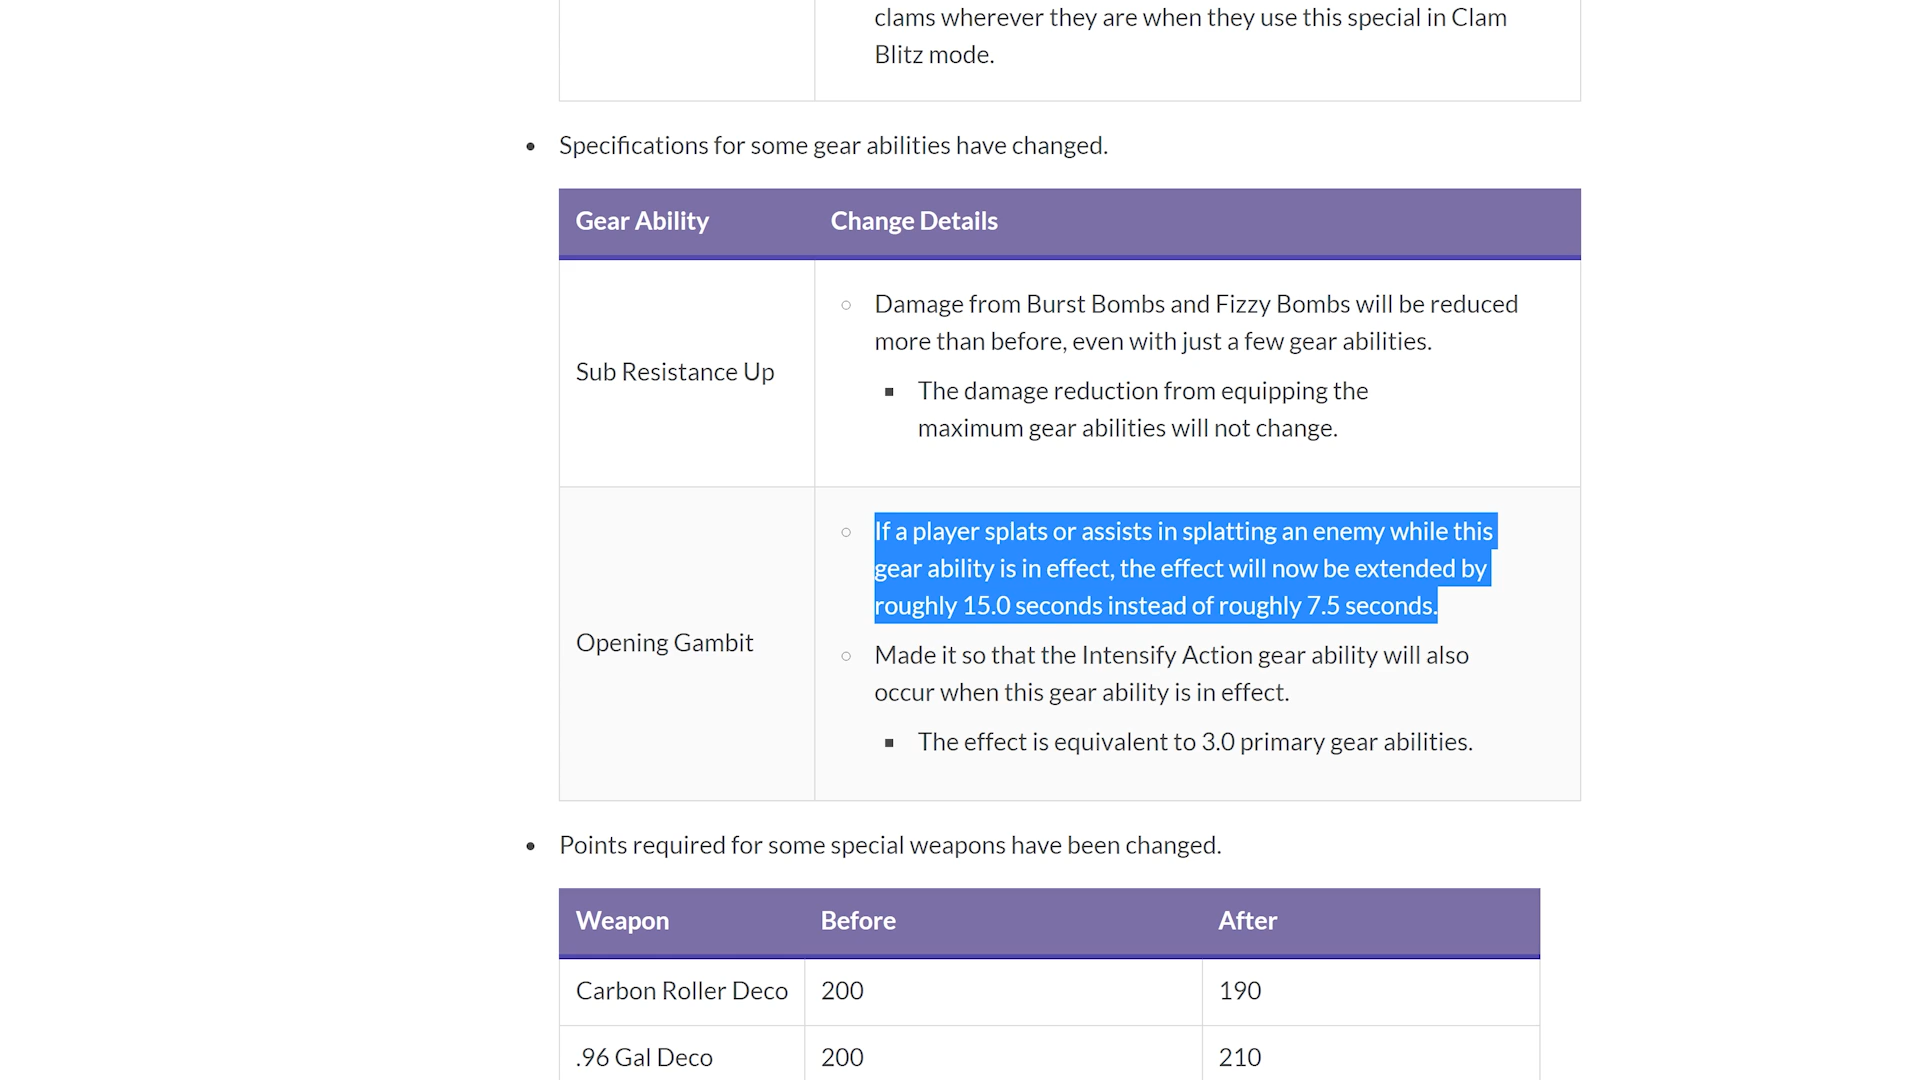 clams wherever they are when they use this special in Clam
Blitz mode.
Specifications for some gear abilities have changed.
Gear Ability
Change Details
Sub Resistance Up
Damage from Burst Bombs and Fizzy Bombs will be reduced
more than before, even with just a few gear abilities.
The damage reduction from equipping the
maximum gear abilities will not change.
Opening Gambit
If a player splats or assists in splatting an enemy while this
gear ability is in effect, the effect will now be extended by
roughly 15.0 seconds instead of roughly 7.5 seconds.
Made it so that the Intensify Action gear ability will also
occur when this gear ability is in effect.
The effect is equivalent to 3.0 primary gear abilities.
Points required for some special weapons have been changed.
Weapon
Before
After
Carbon Roller Deco
200
190
.96 Gal Deco
200
210